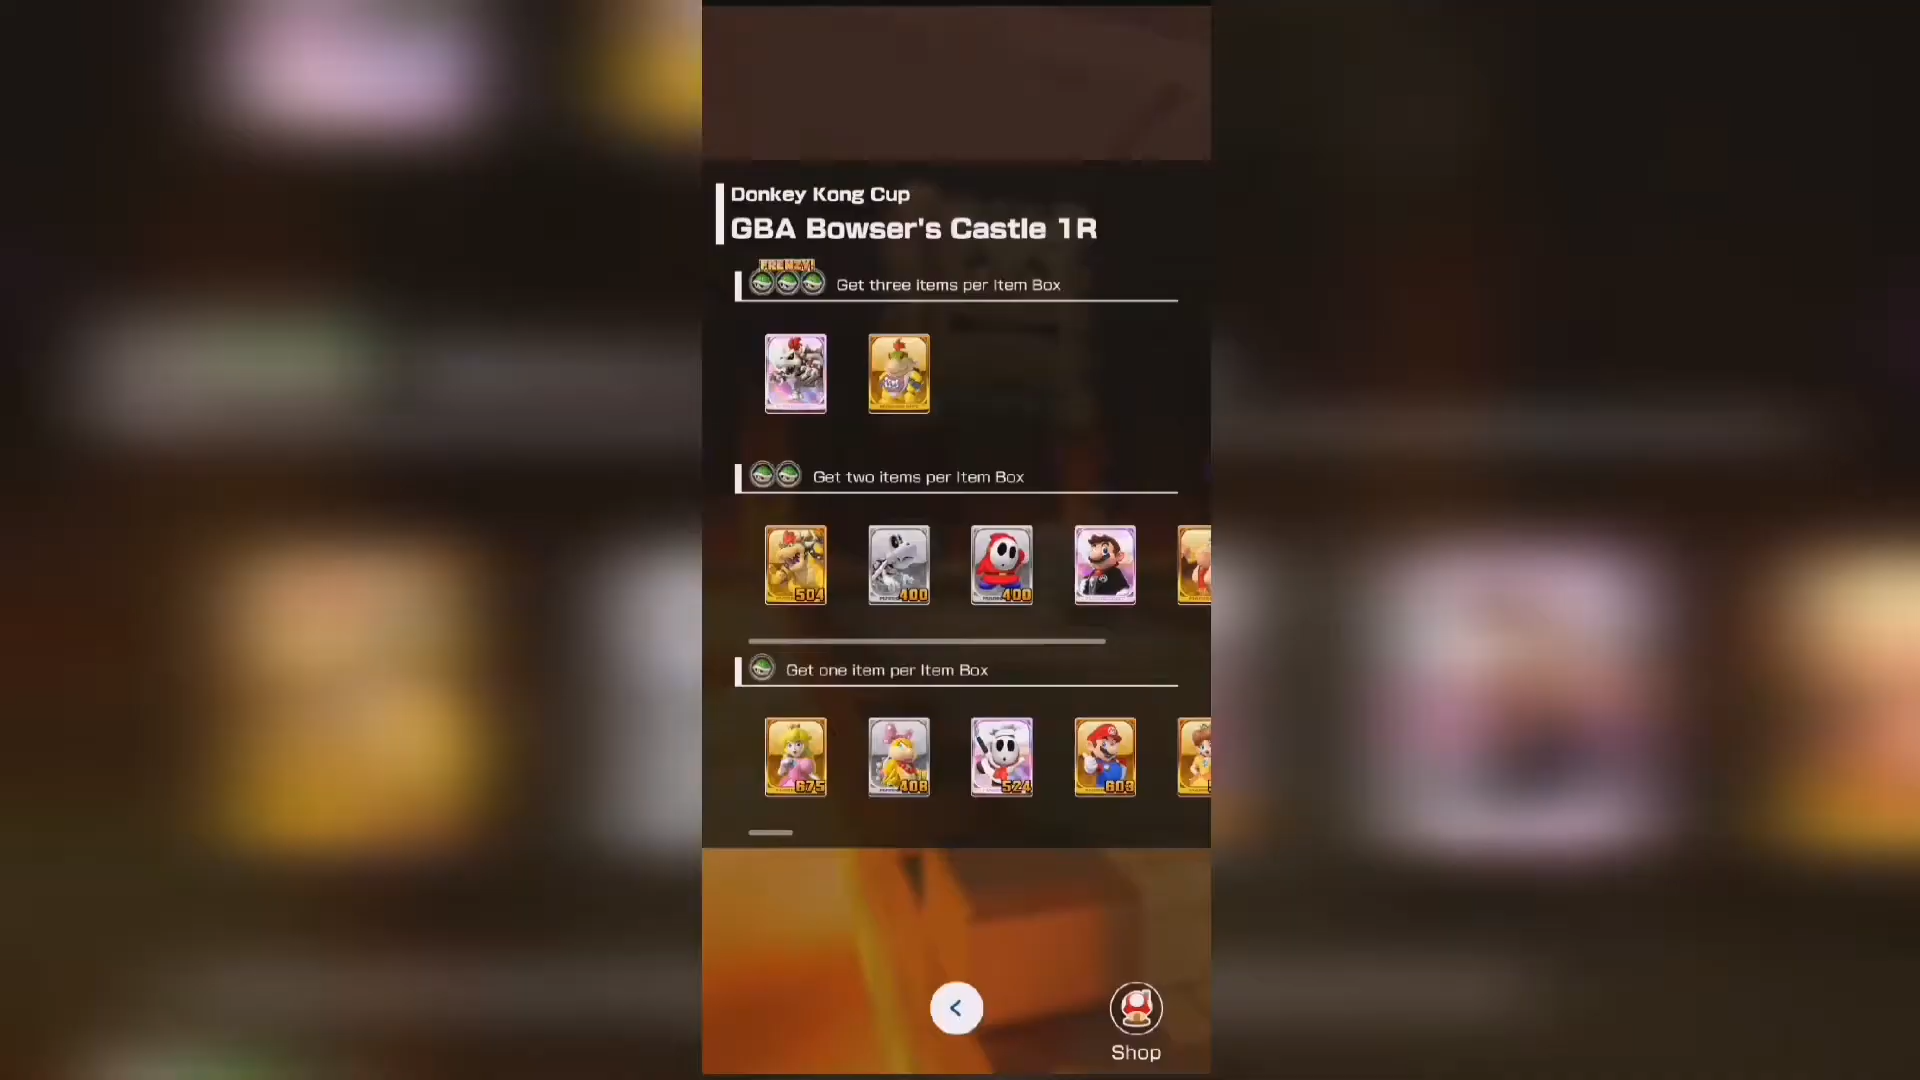 Donkey Kong Cup
GBA Bowser's Castle 1R
FRENZY!
Get three items per Item Box
Get two items per Item Box
504 400 400
Get one item per Item Box
675 408 524 603
Shop